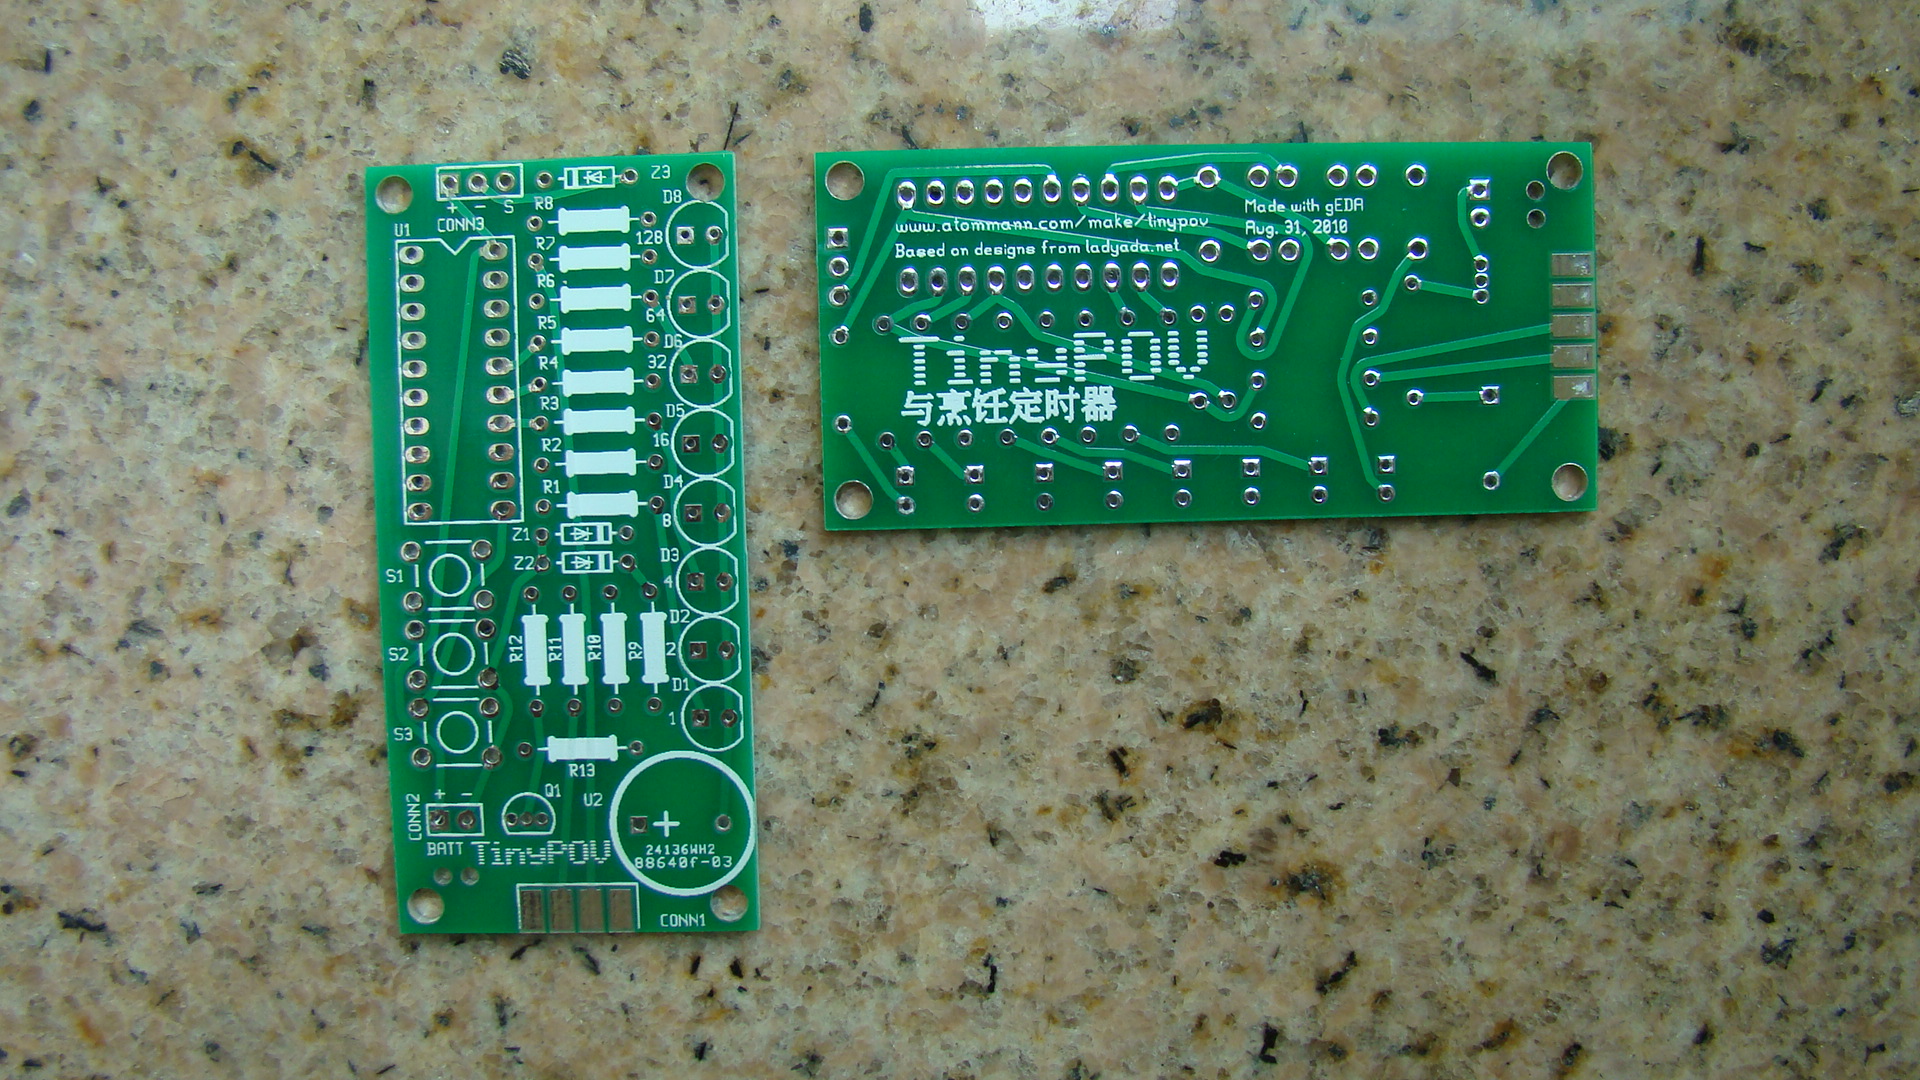 + - S
CONN3
Z3
U1
R8
D8
128
R7
R6
D7
64
R5
D6
R4
32
R3
D5
16
R2
D4
R1
8
Z1
Z2
D3
4
S1
D2
2
S2
R12
R11
R10
R9
D1
1
S3
R13
+ -
CONN2
Q1
U2
+
BATT
TinyPOV
24136WH2
88640f-03
CONN1
www.atommann.com/make/tinypov
Based on designs from ladyada.net
Made with gEDA
Aug. 31, 2010
TinyPOV
与烹饪定时器